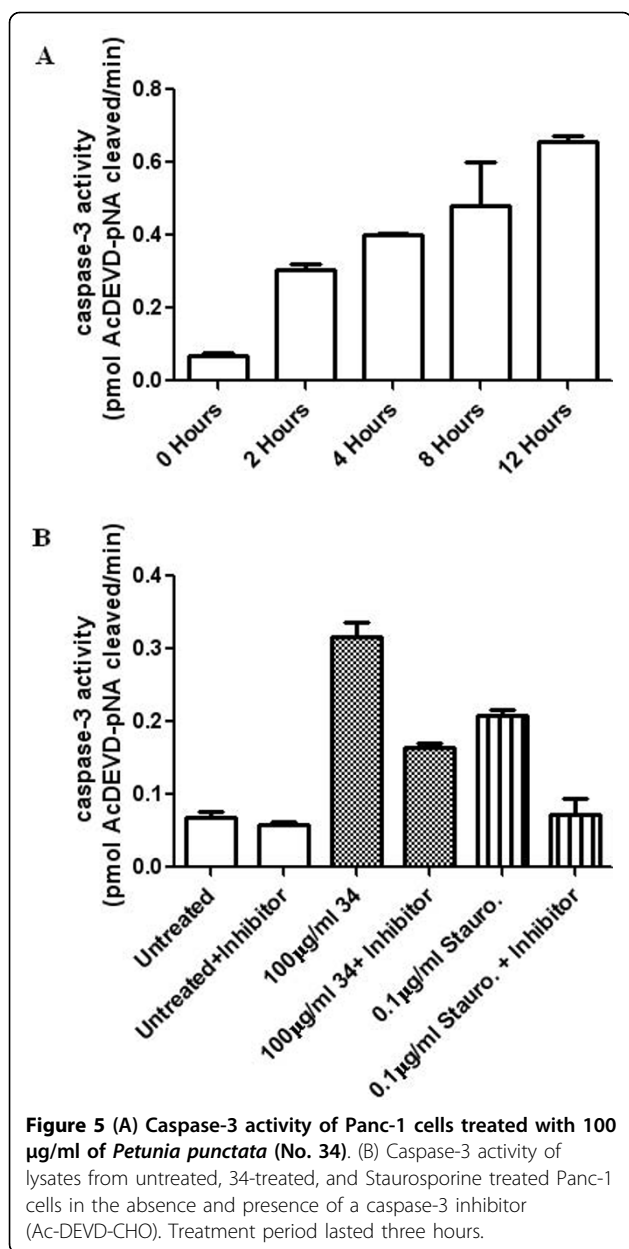 A
caspase-3 activity
(pmol AcDEVD-pNA cleaved/min)
0.8
0.6
0.4
0.2
0.0
0 Hours
2 Hours
4 Hours
8 Hours
12 Hours
B
caspase-3 activity
(pmol AcDEVD-pNA cleaved/min)
0.4
0.3
0.2
0.1
0.0
Untreated
Untreated+Inhibitor
100µg/ml 34
100µg/ml 34+ Inhibitor
0.1µg/ml Stauro.
0.1µg/ml Stauro. + Inhibitor
Figure 5 (A) Caspase-3 activity of Panc-1 cells treated with 100
µg/ml of Petunia punctata (No. 34). (B) Caspase-3 activity of
lysates from untreated, 34-treated, and Staurosporine treated Panc-1
cells in the absence and presence of a caspase-3 inhibitor
(Ac-DEVD-CHO). Treatment period lasted three hours.